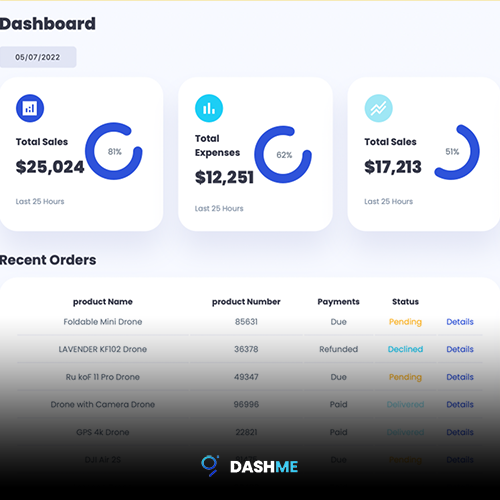 Dashboard
05/07/2022
Total Sales
$25,024
81%
Last 25 Hours
Total
Expenses
$12,251
62%
Last 25 Hours
Total Sales
$17,213
51%
Last 25 Hours
Recent Orders
product Name product Number Payments Status
Foldable Mini Drone 85631 Due Pending Details
LAVENDER KF102 Drone 36378 Refunded Declined Details
Ru koF 11 Pro Drone 49347 Due Pending Details
Drone with Camera Drone 96996 Paid Delivered Details
GPS 4k Drone 22821 Paid Delivered Details
DJI Air 2S Details
DASHME